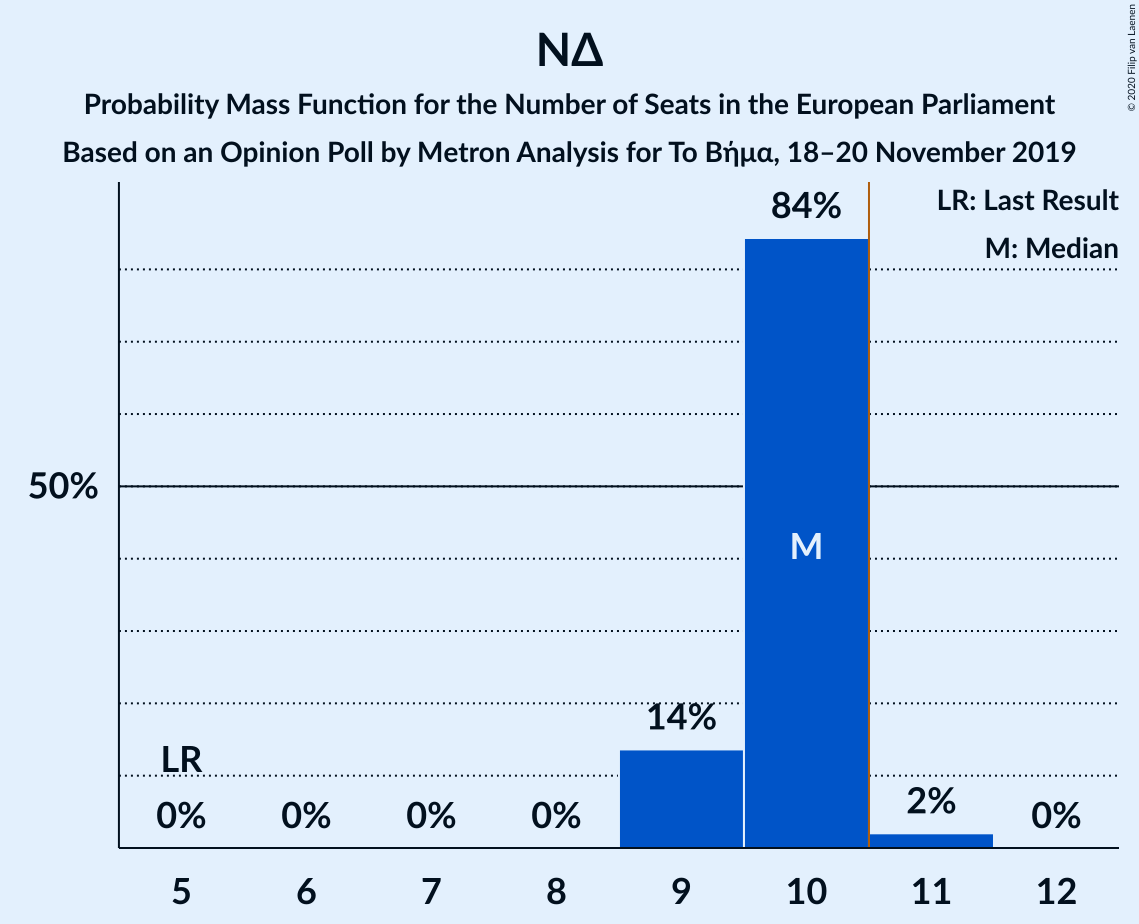 ΝΔ
Probability Mass Function for the Number of Seats in the European Parliament
Based on an Opinion Poll by Metron Analysis for Το Βήμα, 18–20 November 2019
© 2020 Filip van Laenen
LR: Last Result
M: Median
84%
50%
M
14%
LR
2%
0% 0% 0% 0% 0%
5 6 7 8 9 10 11 12